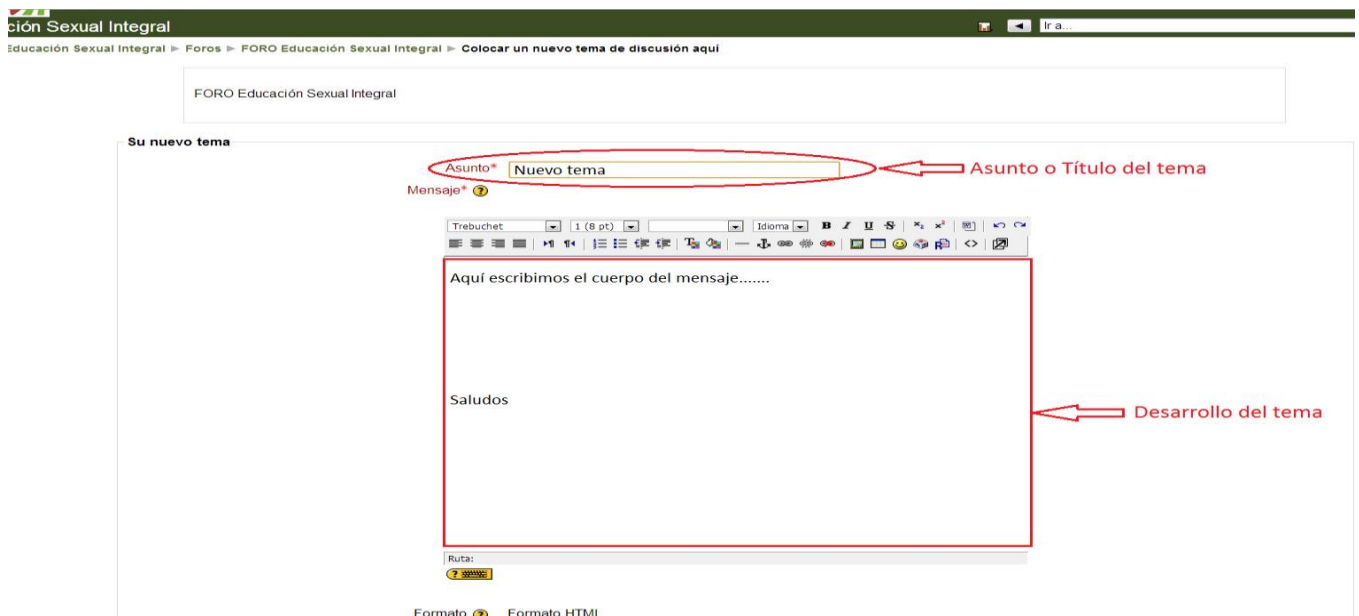 ción Sexual Integral
Ir a...
Educación Sexual Integral ► Foros ► FORO Educación Sexual Integral ► Colocar un nuevo tema de discusión aquí
FORO Educación Sexual Integral
Su nuevo tema
Asunto* Nuevo tema
Asunto o Título del tema
Mensaje*
Trebuchet 1 (8 pt) Idioma B I U S
Aquí escribimos el cuerpo del mensaje.......
Saludos
Desarrollo del tema
Ruta:
Formato Formato HTML